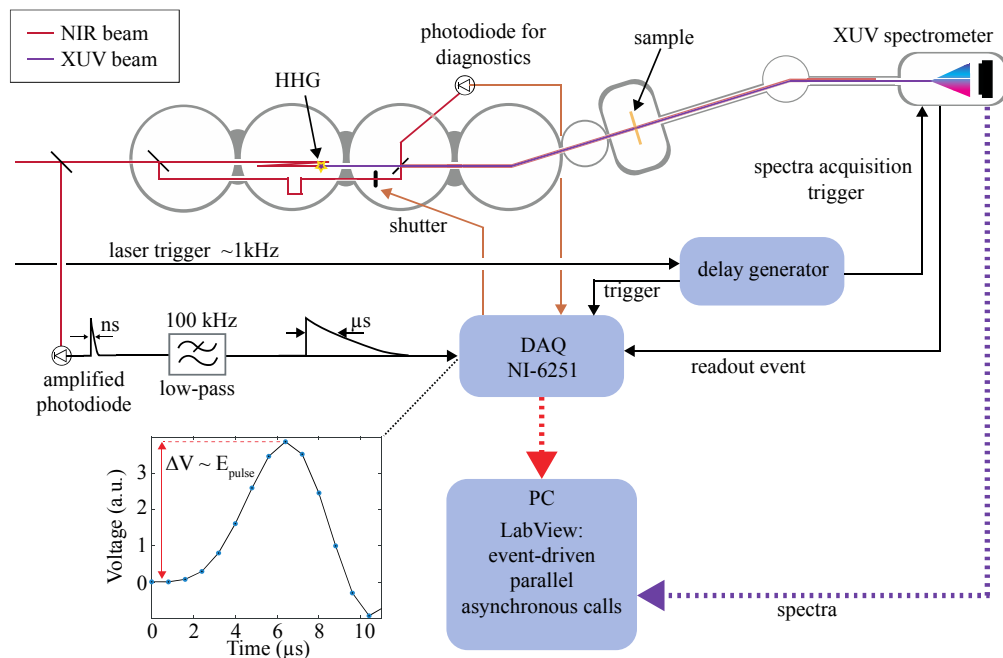 NIR beam
XUV beam
HHG
photodiode for
diagnostics
sample
XUV spectrometer
shutter
spectra acquisition
trigger
laser trigger ~1kHz
delay generator
trigger
ns
100 kHz
low-pass
µs
amplified
photodiode
DAQ
NI-6251
readout event
ΔV ~ E_pulse
Voltage (a.u.)
3
2
1
0
0
2
4
6
8
10
Time (µs)
PC
LabView:
event-driven
parallel
asynchronous calls
spectra